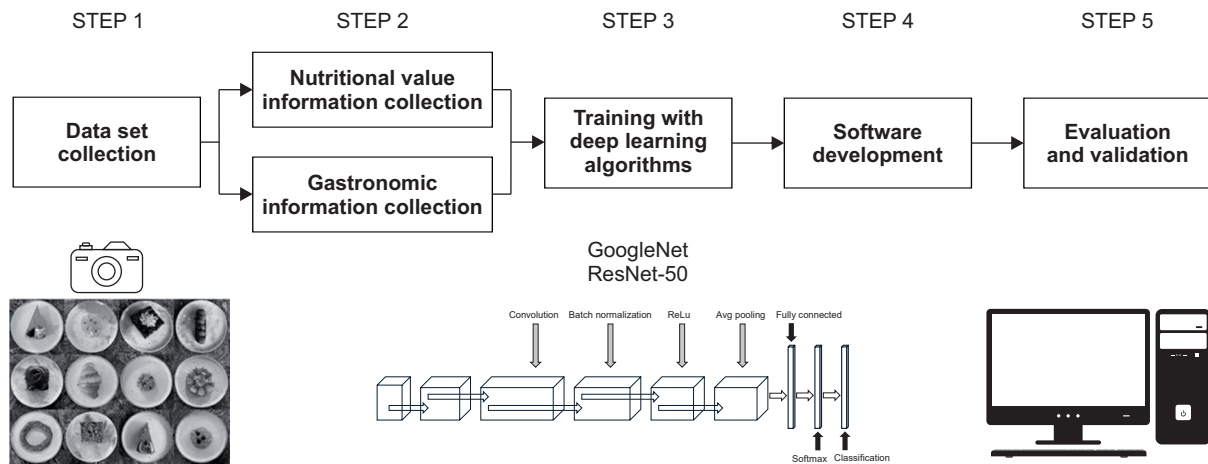 STEP 1
STEP 2
STEP 3
STEP 4
STEP 5
Data set
collection
Nutritional value
information collection
Gastronomic
information collection
Training with
deep learning
algorithms
Software
development
Evaluation
and validation
GoogleNet
ResNet-50
Convolution
Batch normalization
ReLu
Avg pooling
Fully connected
Softmax
Classification